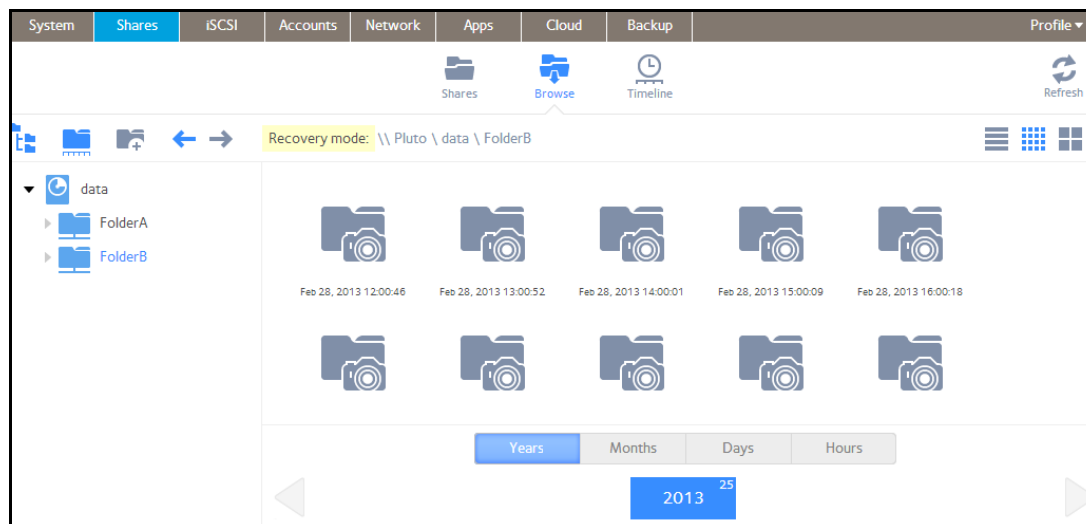 System Shares iSCSI Accounts Network Apps Cloud Backup Profile
Shares Browse Timeline Refresh
Recovery mode: \\ Pluto \ data \ FolderB
data
FolderA
FolderB
Feb 28, 2013 12:00:46 Feb 28, 2013 13:00:52 Feb 28, 2013 14:00:01 Feb 28, 2013 15:00:09 Feb 28, 2013 16:00:18
Years Months Days Hours
2013 25